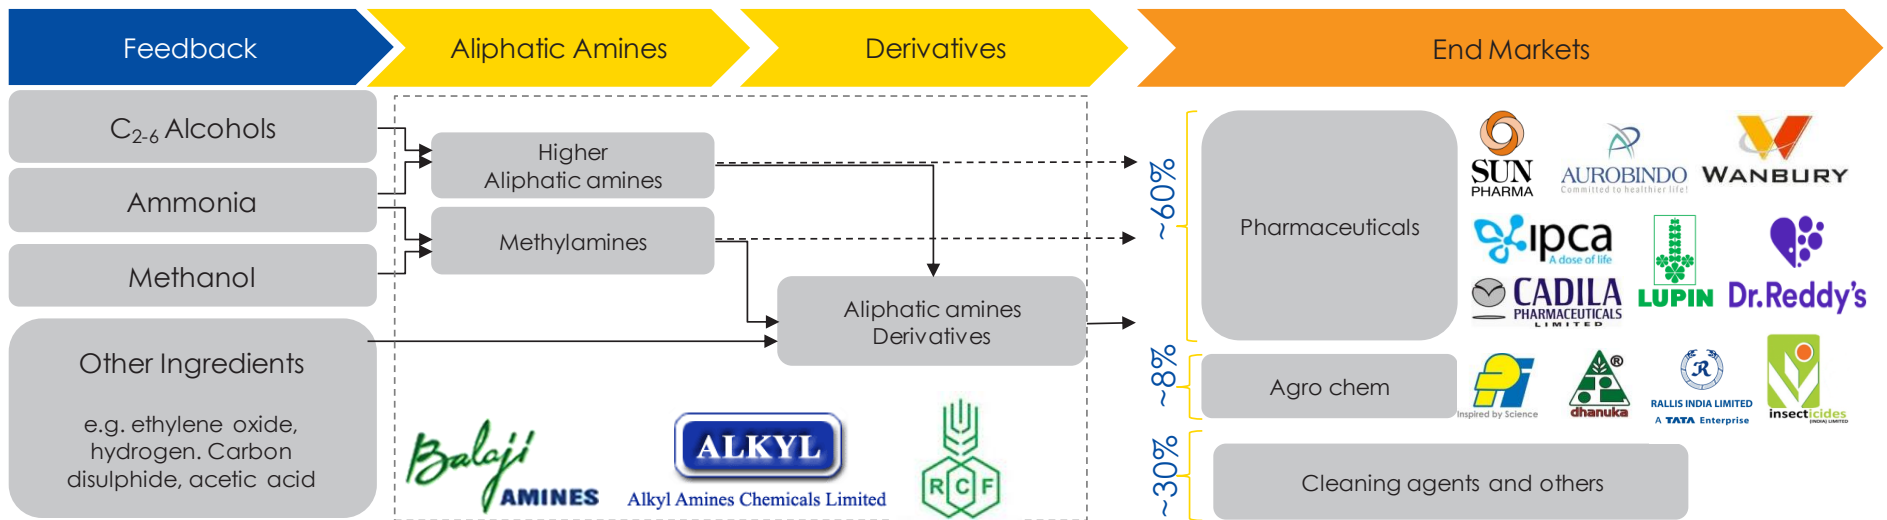 Feedback
Aliphatic Amines
Derivatives
End Markets
C2-6 Alcohols
Ammonia
Methanol
Other Ingredients
e.g. ethylene oxide,
hydrogen. Carbon
disulphide, acetic acid
Higher
Aliphatic amines
Methylamines
Aliphatic amines
Derivatives
Balaji
AMINES
ALKYL
Alkyl Amines Chemicals Limited
RCF
~60%
Pharmaceuticals
SUN
PHARMA
AUROBINDO
Committed to healthier life!
WANBURY
ipca
A dose of life
LUPIN
Dr.Reddy's
CADILA
PHARMACEUTICALS
LIMITED
~8%
Agro chem
Pi
Inspired by Science
®
dhanuka
R
RALLIS INDIA LIMITED
A TATA Enterprise
insecticides
(INDIA) LIMITED
~30%
Cleaning agents and others